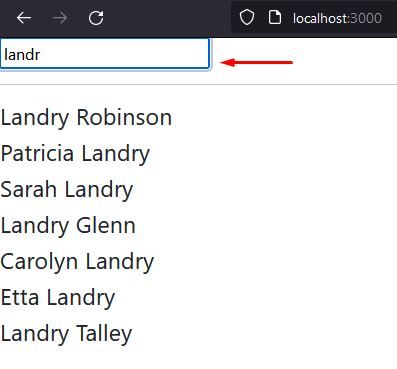 localhost:3000
landr
Landry Robinson
Patricia Landry
Sarah Landry
Landry Glenn
Carolyn Landry
Etta Landry
Landry Talley